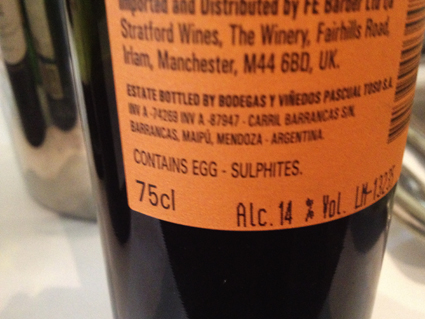 Imported and Distributed by FE Barber Ltd
Stratford Wines, The Winery, Fairhills Road,
Irlam, Manchester, M44 6BD, UK.
ESTATE BOTTLED BY BODEGAS Y VIÑEDOS PASCUAL TOSO S.A.
INV A -74269 INV A -87947 - CARRIL BARRANCAS S/N,
BARRANCAS, MAIPÚ, MENDOZA - ARGENTINA.
CONTAINS EGG - SULPHITES.
75cl
Alc. 14 % Vol.